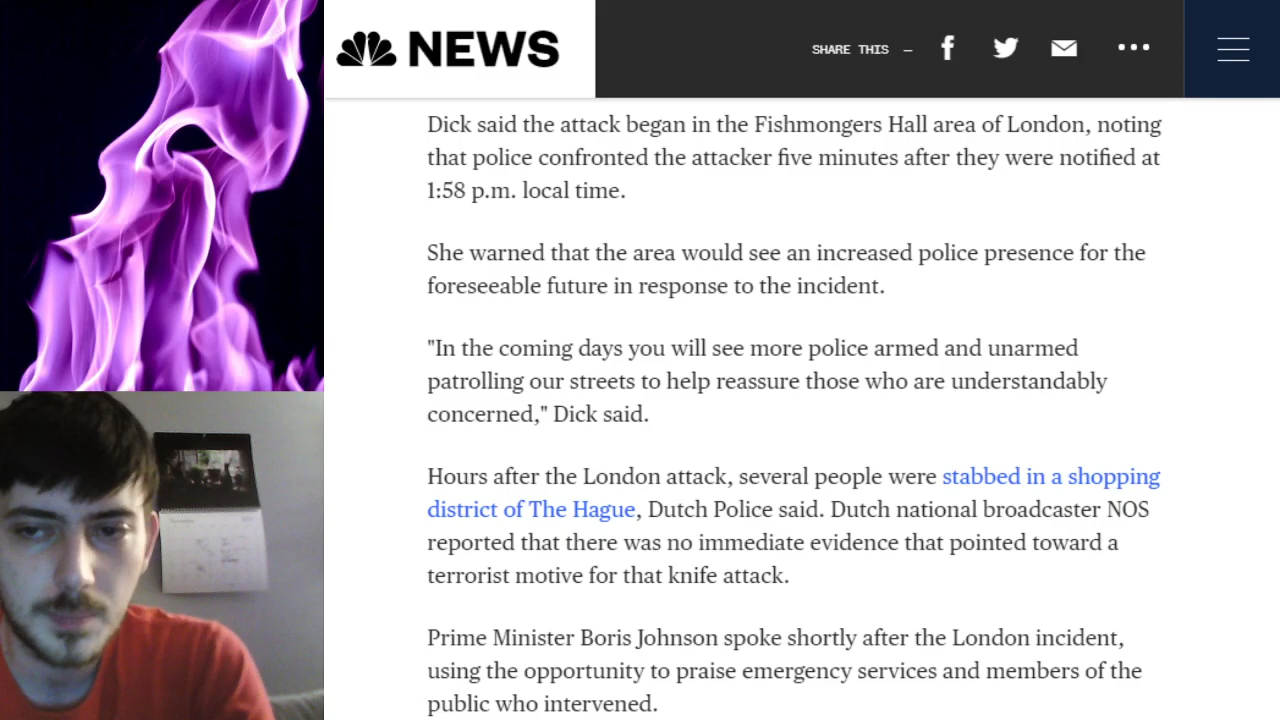 NEWS
SHARE THIS —
Dick said the attack began in the Fishmongers Hall area of London, noting
that police confronted the attacker five minutes after they were notified at
1:58 p.m. local time.
She warned that the area would see an increased police presence for the
foreseeable future in response to the incident.
"In the coming days you will see more police armed and unarmed
patrolling our streets to help reassure those who are understandably
concerned," Dick said.
Hours after the London attack, several people were stabbed in a shopping
district of The Hague, Dutch Police said. Dutch national broadcaster NOS
reported that there was no immediate evidence that pointed toward a
terrorist motive for that knife attack.
Prime Minister Boris Johnson spoke shortly after the London incident,
using the opportunity to praise emergency services and members of the
public who intervened.